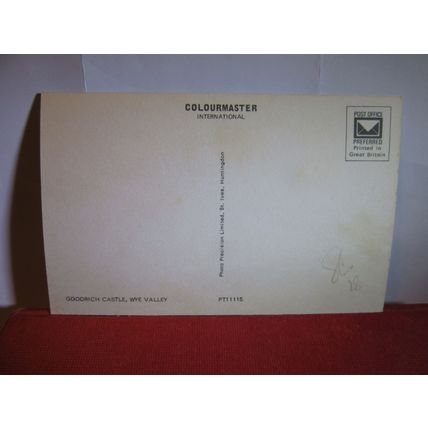 COLOURMASTER
INTERNATIONAL
POST OFFICE
PREFERRED
Printed in
Great Britain
Photo Precision Limited, St. Ives, Huntingdon
GOODRICH CASTLE, WYE VALLEY
PT11115